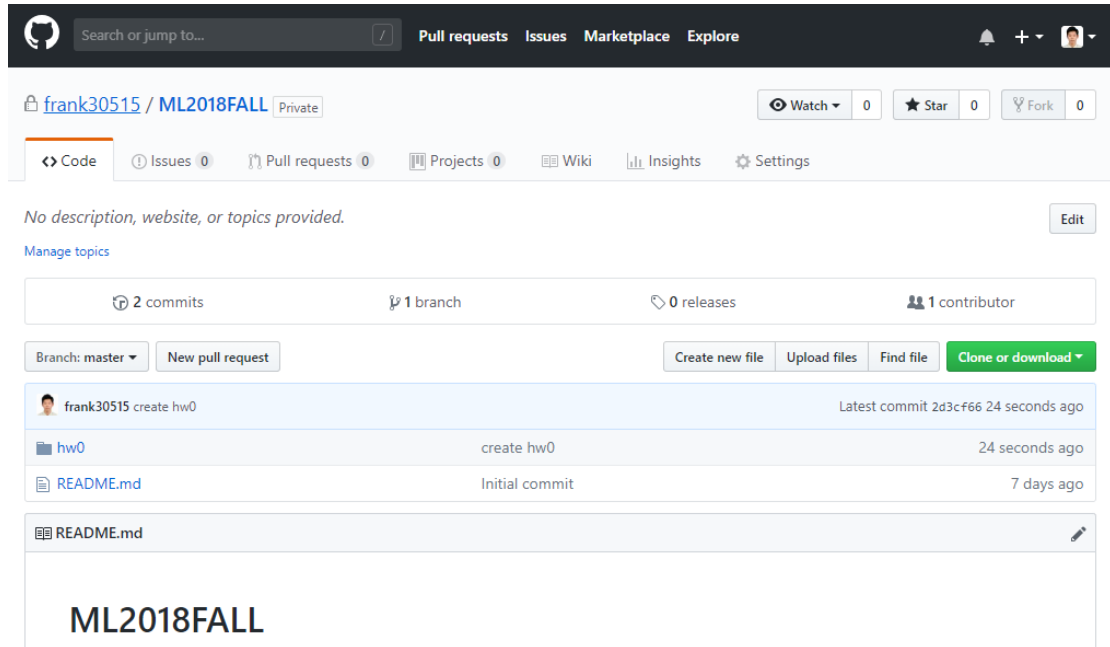 Search or jump to... / Pull requests Issues Marketplace Explore
frank30515 / ML2018FALL Private Watch 0 Star 0 Fork 0
Code Issues 0 Pull requests 0 Projects 0 Wiki Insights Settings
No description, website, or topics provided. Edit
Manage topics
2 commits 1 branch 0 releases 1 contributor
Branch: master New pull request Create new file Upload files Find file Clone or download
frank30515 create hw0 Latest commit 2d3cf66 24 seconds ago
hw0 create hw0 24 seconds ago
README.md Initial commit 7 days ago
README.md
ML2018FALL